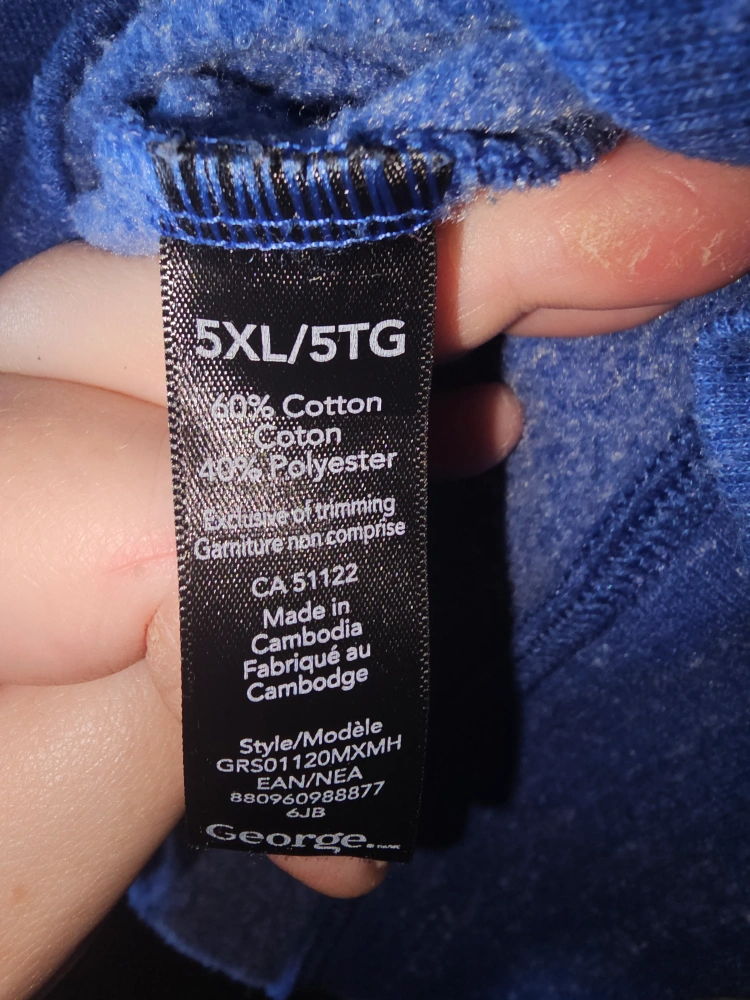 5XL/5TG
60% Cotton
Coton
40% Polyester
Exclusive of trimming
Garniture non comprise
CA 51122
Made in
Cambodia
Fabriqué au
Cambodge
Style/Modèle
GRS01120MXMH
EAN/NEA
880960988877
6JB
George.